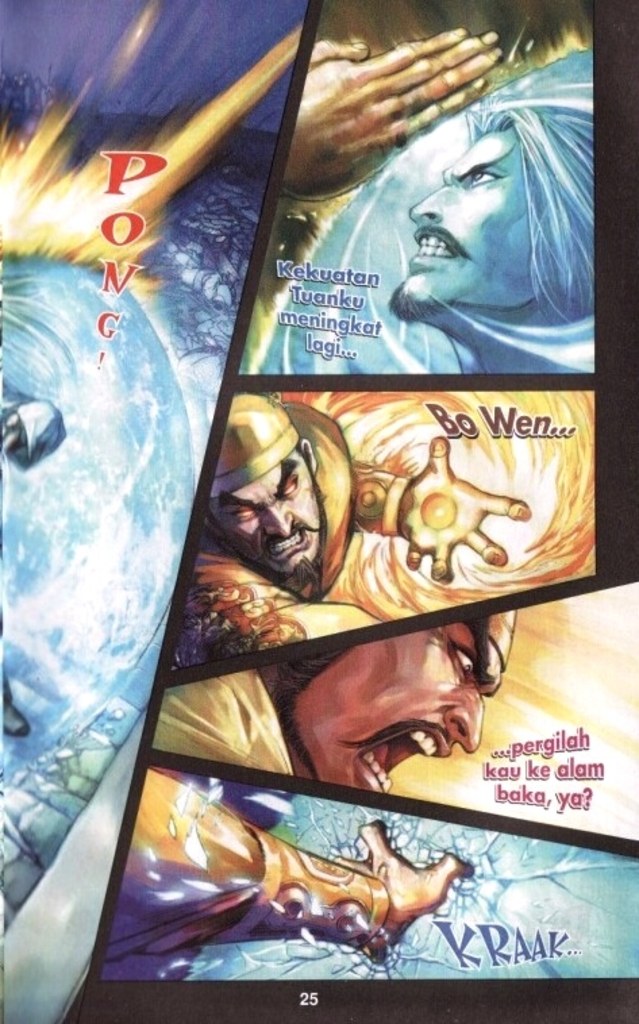 PONG!
Kekuatan
Tuanku
meningkat
lagi...
Bo Wen...
...pergilah
kau ke alam
baka, ya?
KRAAK...
25